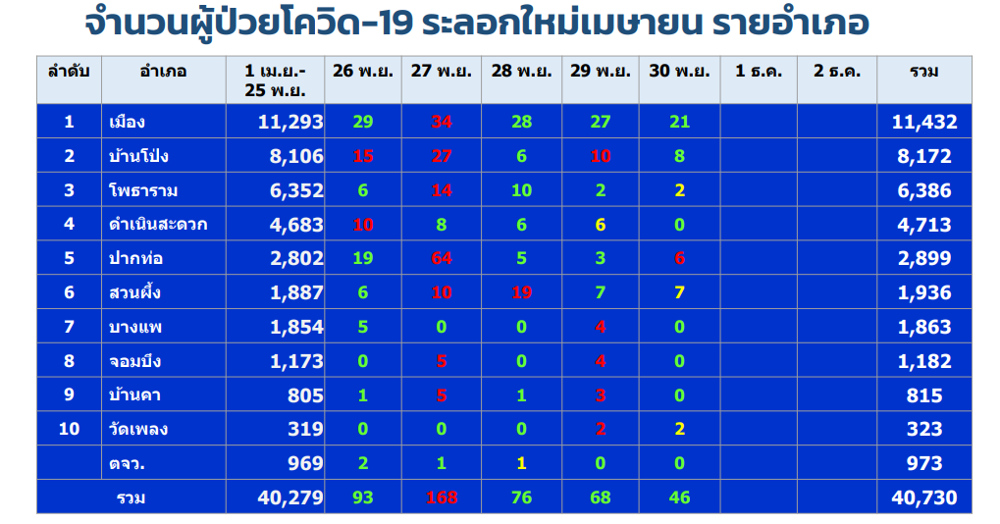 จำนวนผู้ป่วยโควิด-19 ระลอกใหม่เมษายน รายอำเภอ
ลำดับ อำเภอ 1 เม.ย.- 25 พ.ย. 26 พ.ย. 27 พ.ย. 28 พ.ย. 29 พ.ย. 30 พ.ย. 1 ธ.ค. 2 ธ.ค. รวม
1 เมือง 11,293 29 34 28 27 21 11,432
2 บ้านโป่ง 8,106 15 27 6 10 8 8,172
3 โพธาราม 6,352 6 14 10 2 2 6,386
4 ดำเนินสะดวก 4,683 10 8 6 6 0 4,713
5 ปากท่อ 2,802 19 64 5 3 6 2,899
6 สวนผึ้ง 1,887 6 10 19 7 7 1,936
7 บางแพ 1,854 5 0 0 4 0 1,863
8 จอมบึง 1,173 0 5 0 4 0 1,182
9 บ้านคา 805 1 5 1 3 0 815
10 วัดเพลง 319 0 0 0 2 2 323
ตจว. 969 2 1 1 0 0 973
รวม 40,279 93 168 76 68 46 40,730